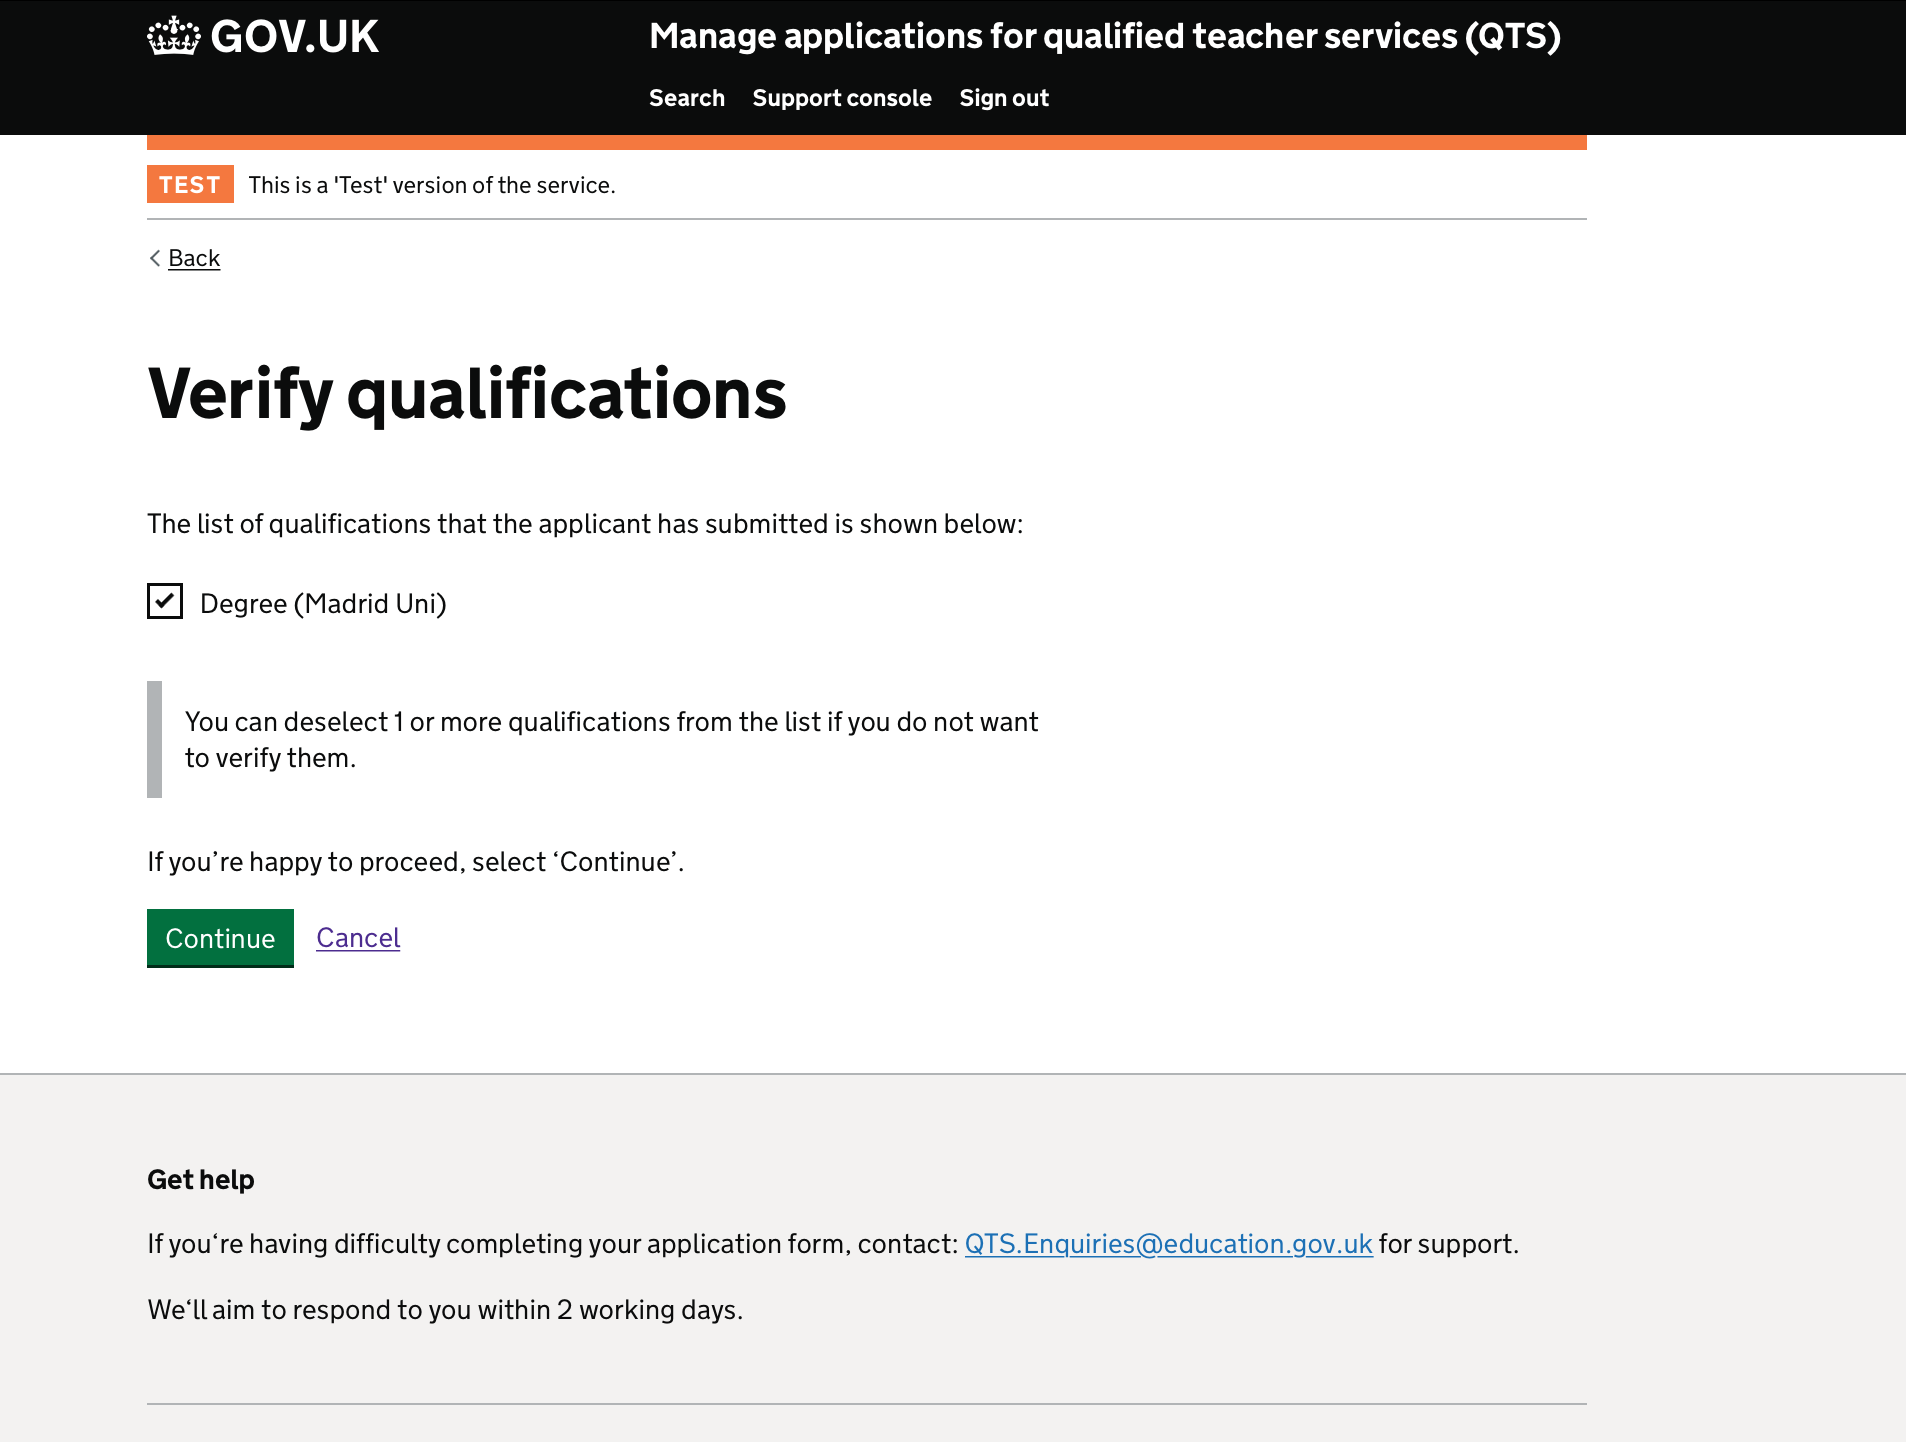 GOV.UK
Manage applications for qualified teacher services (QTS)
Search Support console Sign out
TEST This is a 'Test' version of the service.
Back
Verify qualifications
The list of qualifications that the applicant has submitted is shown below:
Degree (Madrid Uni)
You can deselect 1 or more qualifications from the list if you do not want
to verify them.
If you’re happy to proceed, select ‘Continue’.
Continue Cancel
Get help
If you‘re having difficulty completing your application form, contact: QTS.Enquiries@education.gov.uk for support.
We‘ll aim to respond to you within 2 working days.